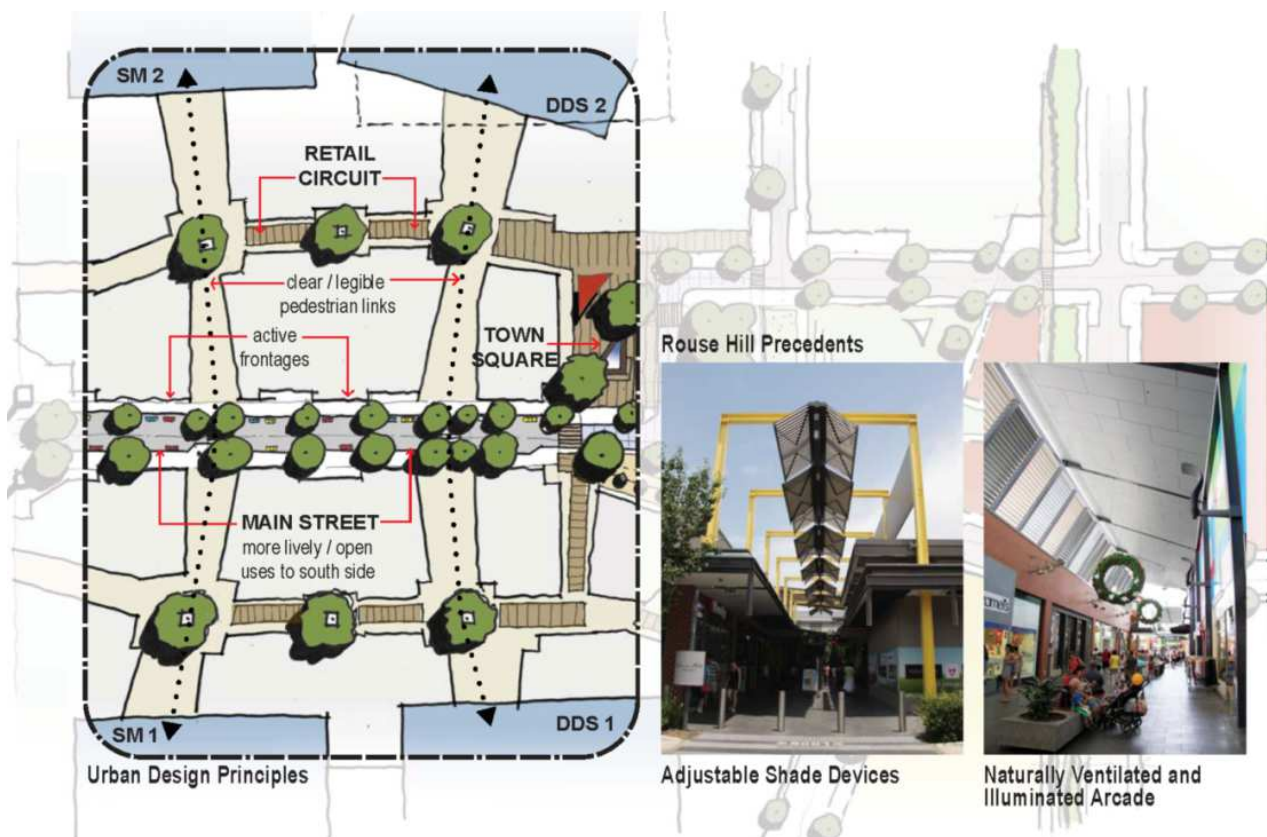 SM 2
DDS 2
RETAIL
CIRCUIT
clear / legible
pedestrian links
active
frontages
TOWN
SQUARE
MAIN STREET
more lively / open
uses to south side
SM 1
DDS 1
Urban Design Principles
Rouse Hill Precedents
Adjustable Shade Devices
Naturally Ventilated and
Illuminated Arcade